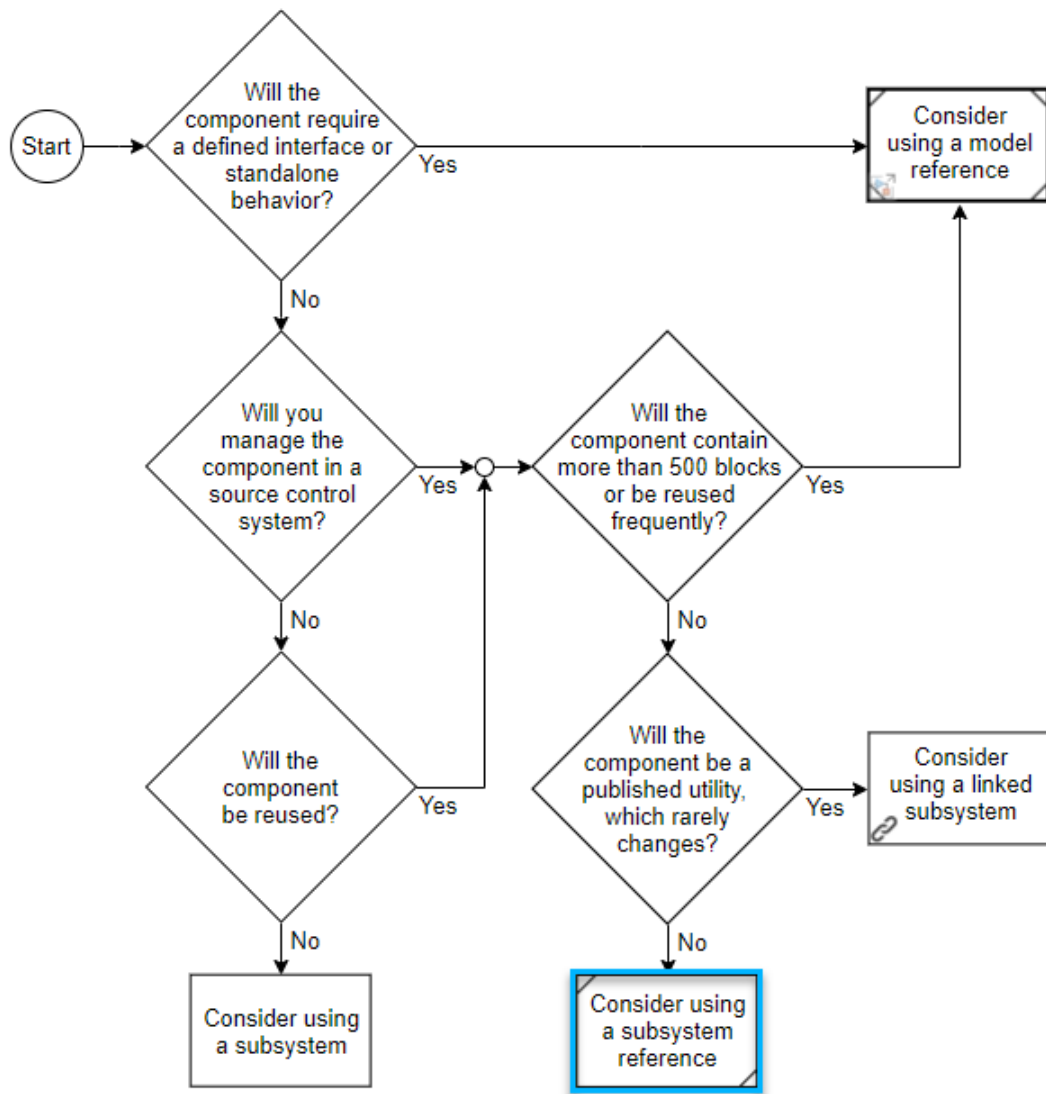 Start
Will the
component require
a defined interface or
standalone
behavior?
Yes
Consider
using a model
reference
No
Will you
manage the
component in a
source control
system?
Yes
Will the
component contain
more than 500 blocks
or be reused
frequently?
Yes
No
No
Will the
component
be reused?
Yes
Will the
component be a
published utility,
which rarely
changes?
Yes
Consider
using a linked
subsystem
No
No
Consider using
a subsystem
Consider using
a subsystem
reference